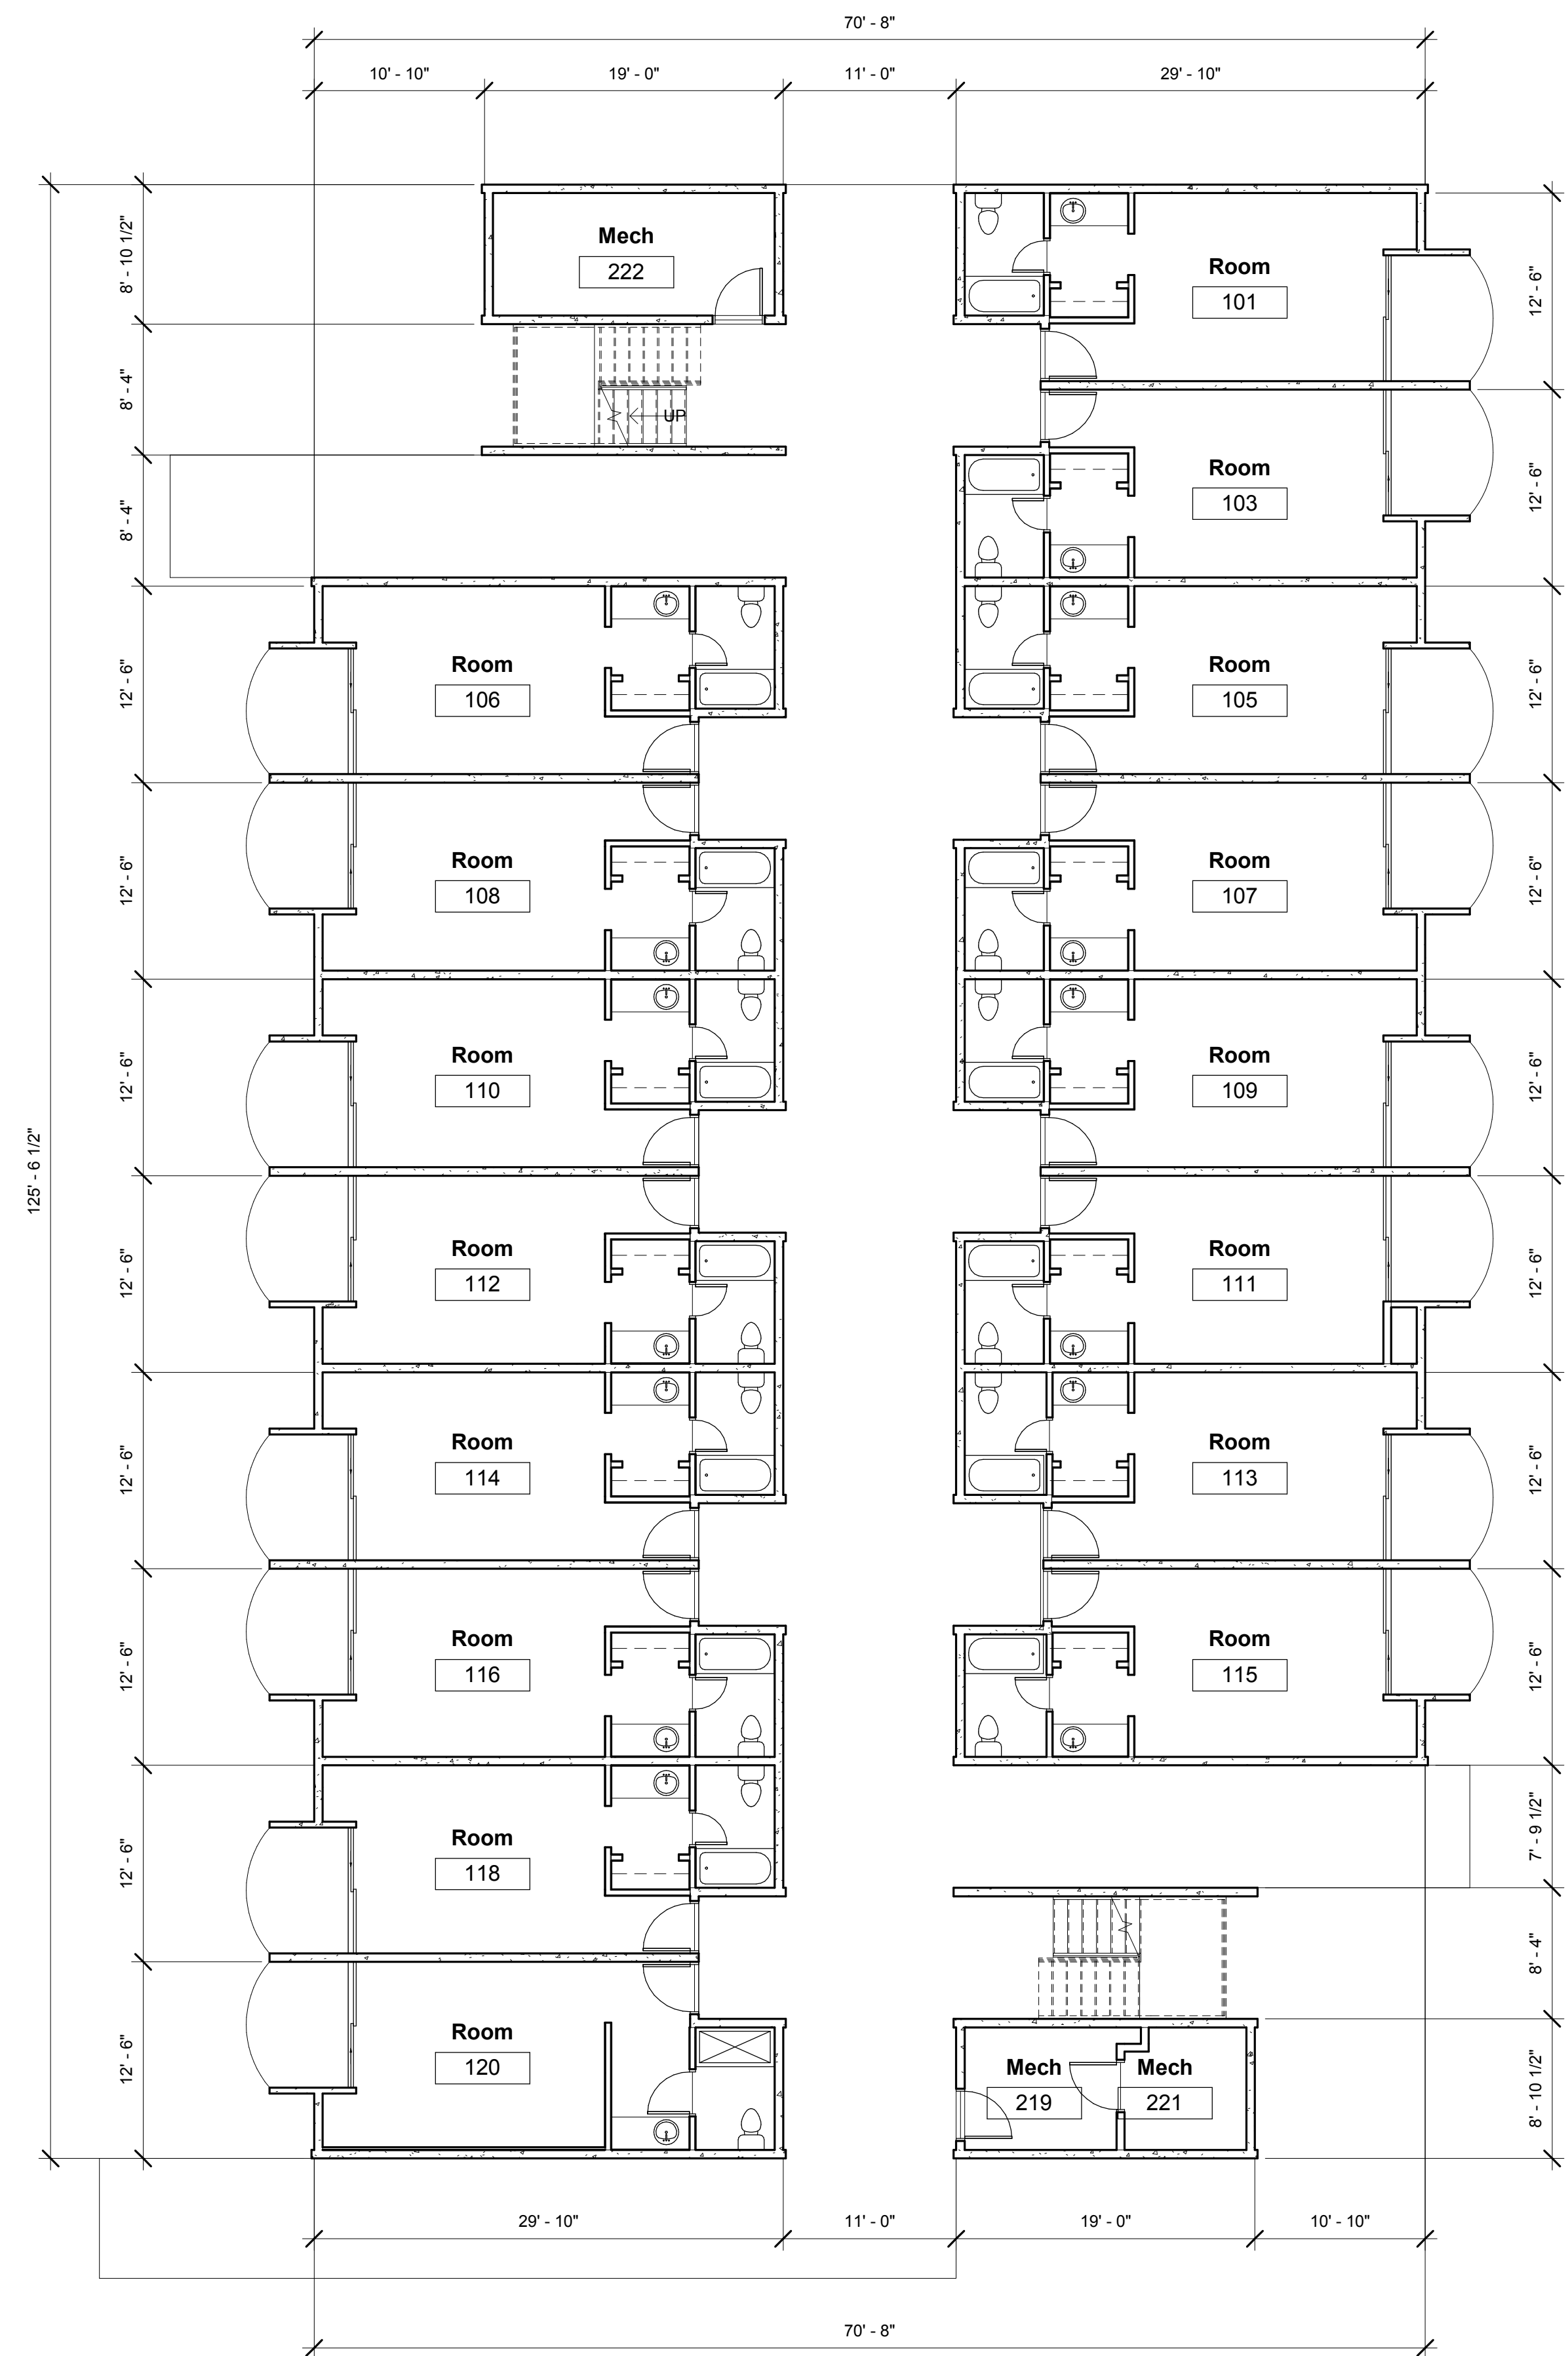 70' - 8"
10' - 10"
19' - 0"
11' - 0"
29' - 10"
8' - 10 1/2"
8' - 4"
8' - 4"
12' - 6"
12' - 6"
12' - 6"
12' - 6"
12' - 6"
12' - 6"
12' - 6"
12' - 6"
125' - 6 1/2"
Mech
222
UP
Room
106
Room
108
Room
110
Room
112
Room
114
Room
116
Room
118
Room
120
Room
101
Room
103
Room
105
Room
107
Room
109
Room
111
Room
113
Room
115
Mech
219
Mech
221
12' - 6"
12' - 6"
12' - 6"
12' - 6"
12' - 6"
12' - 6"
12' - 6"
12' - 6"
7' - 9 1/2"
8' - 4"
8' - 10 1/2"
29' - 10"
11' - 0"
19' - 0"
10' - 10"
70' - 8"